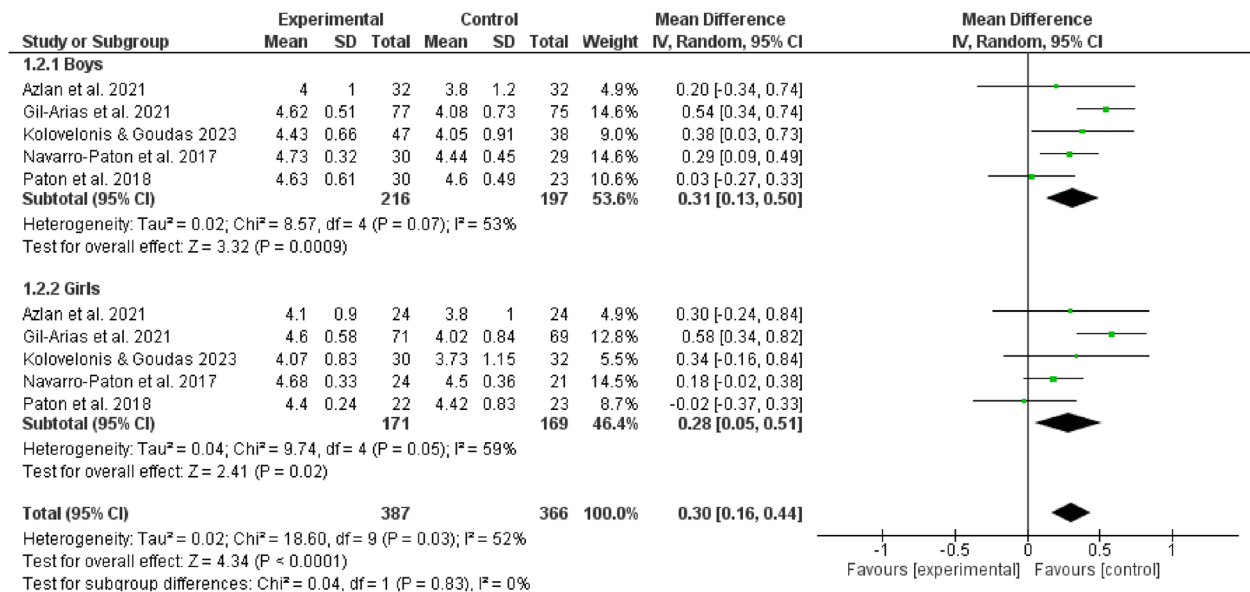 Experimental Control Mean Difference Mean Difference
Study or Subgroup Mean SD Total Mean SD Total Weight IV, Random, 95% CI IV, Random, 95% CI
1.2.1 Boys
Azlan et al. 2021 4 1 32 3.8 1.2 32 4.9% 0.20 [-0.34, 0.74]
Gil-Arias et al. 2021 4.62 0.51 77 4.08 0.73 75 14.6% 0.54 [0.34, 0.74]
Kolovelonis & Goudas 2023 4.43 0.66 47 4.05 0.91 38 9.0% 0.38 [0.03, 0.73]
Navarro-Paton et al. 2017 4.73 0.32 30 4.44 0.45 29 14.6% 0.29 [0.09, 0.49]
Paton et al. 2018 4.63 0.61 30 4.6 0.49 23 10.6% 0.03 [-0.27, 0.33]
Subtotal (95% CI) 216 197 53.6% 0.31 [0.13, 0.50]
Heterogeneity: Tau² = 0.02; Chi² = 8.57, df = 4 (P = 0.07); I² = 53%
Test for overall effect: Z = 3.32 (P = 0.0009)
1.2.2 Girls
Azlan et al. 2021 4.1 0.9 24 3.8 1 24 4.9% 0.30 [-0.24, 0.84]
Gil-Arias et al. 2021 4.6 0.58 71 4.02 0.84 69 12.8% 0.58 [0.34, 0.82]
Kolovelonis & Goudas 2023 4.07 0.83 30 3.73 1.15 32 5.5% 0.34 [-0.16, 0.84]
Navarro-Paton et al. 2017 4.68 0.33 24 4.5 0.36 21 14.5% 0.18 [-0.02, 0.38]
Paton et al. 2018 4.4 0.24 22 4.42 0.83 23 8.7% -0.02 [-0.37, 0.33]
Subtotal (95% CI) 171 169 46.4% 0.28 [0.05, 0.51]
Heterogeneity: Tau² = 0.04; Chi² = 9.74, df = 4 (P = 0.05); I² = 59%
Test for overall effect: Z = 2.41 (P = 0.02)
Total (95% CI) 387 366 100.0% 0.30 [0.16, 0.44]
Heterogeneity: Tau² = 0.02; Chi² = 18.60, df = 9 (P = 0.03); I² = 52%
Test for overall effect: Z = 4.34 (P < 0.0001)
Test for subgroup differences: Chi² = 0.04, df = 1 (P = 0.83), I² = 0%
-1 -0.5 0 0.5 1
Favours [experimental] Favours [control]